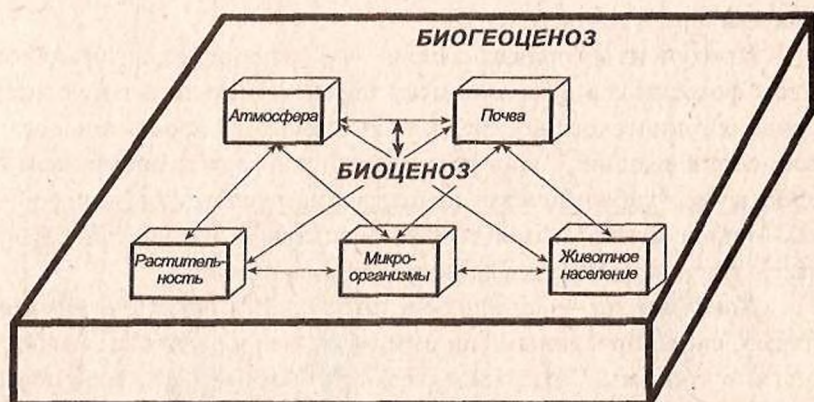 БИОГЕОЦЕНОЗ
Атмосфера
Почва
БИОЦЕНОЗ
Раститель-
ность
Микро-
организмы
Животное
население